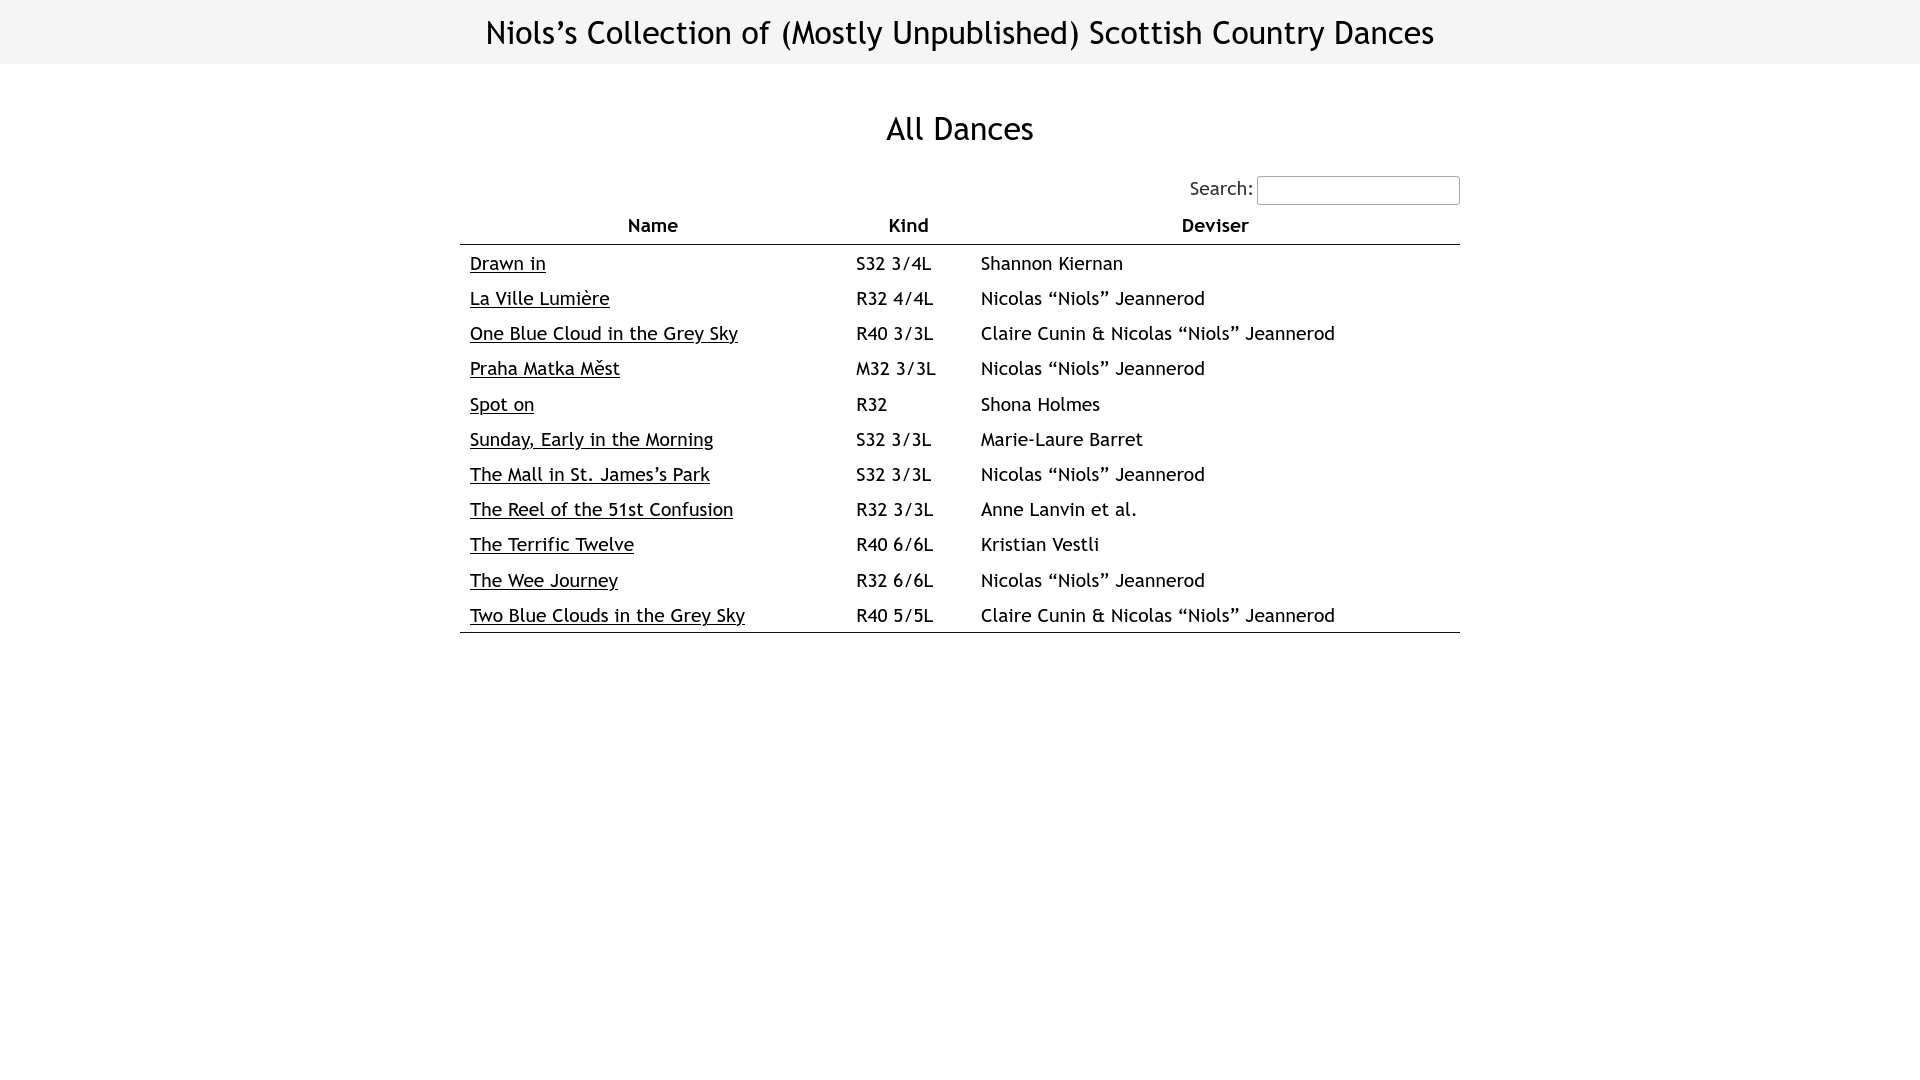 Niols’s Collection of (Mostly Unpublished) Scottish Country Dances
All Dances
Search:
Name Kind Deviser
Drawn in S32 3/4L Shannon Kiernan
La Ville Lumière R32 4/4L Nicolas “Niols” Jeannerod
One Blue Cloud in the Grey Sky R40 3/3L Claire Cunin & Nicolas “Niols” Jeannerod
Praha Matka Měst M32 3/3L Nicolas “Niols” Jeannerod
Spot on R32 Shona Holmes
Sunday, Early in the Morning S32 3/3L Marie-Laure Barret
The Mall in St. James’s Park S32 3/3L Nicolas “Niols” Jeannerod
The Reel of the 51st Confusion R32 3/3L Anne Lanvin et al.
The Terrific Twelve R40 6/6L Kristian Vestli
The Wee Journey R32 6/6L Nicolas “Niols” Jeannerod
Two Blue Clouds in the Grey Sky R40 5/5L Claire Cunin & Nicolas “Niols” Jeannerod